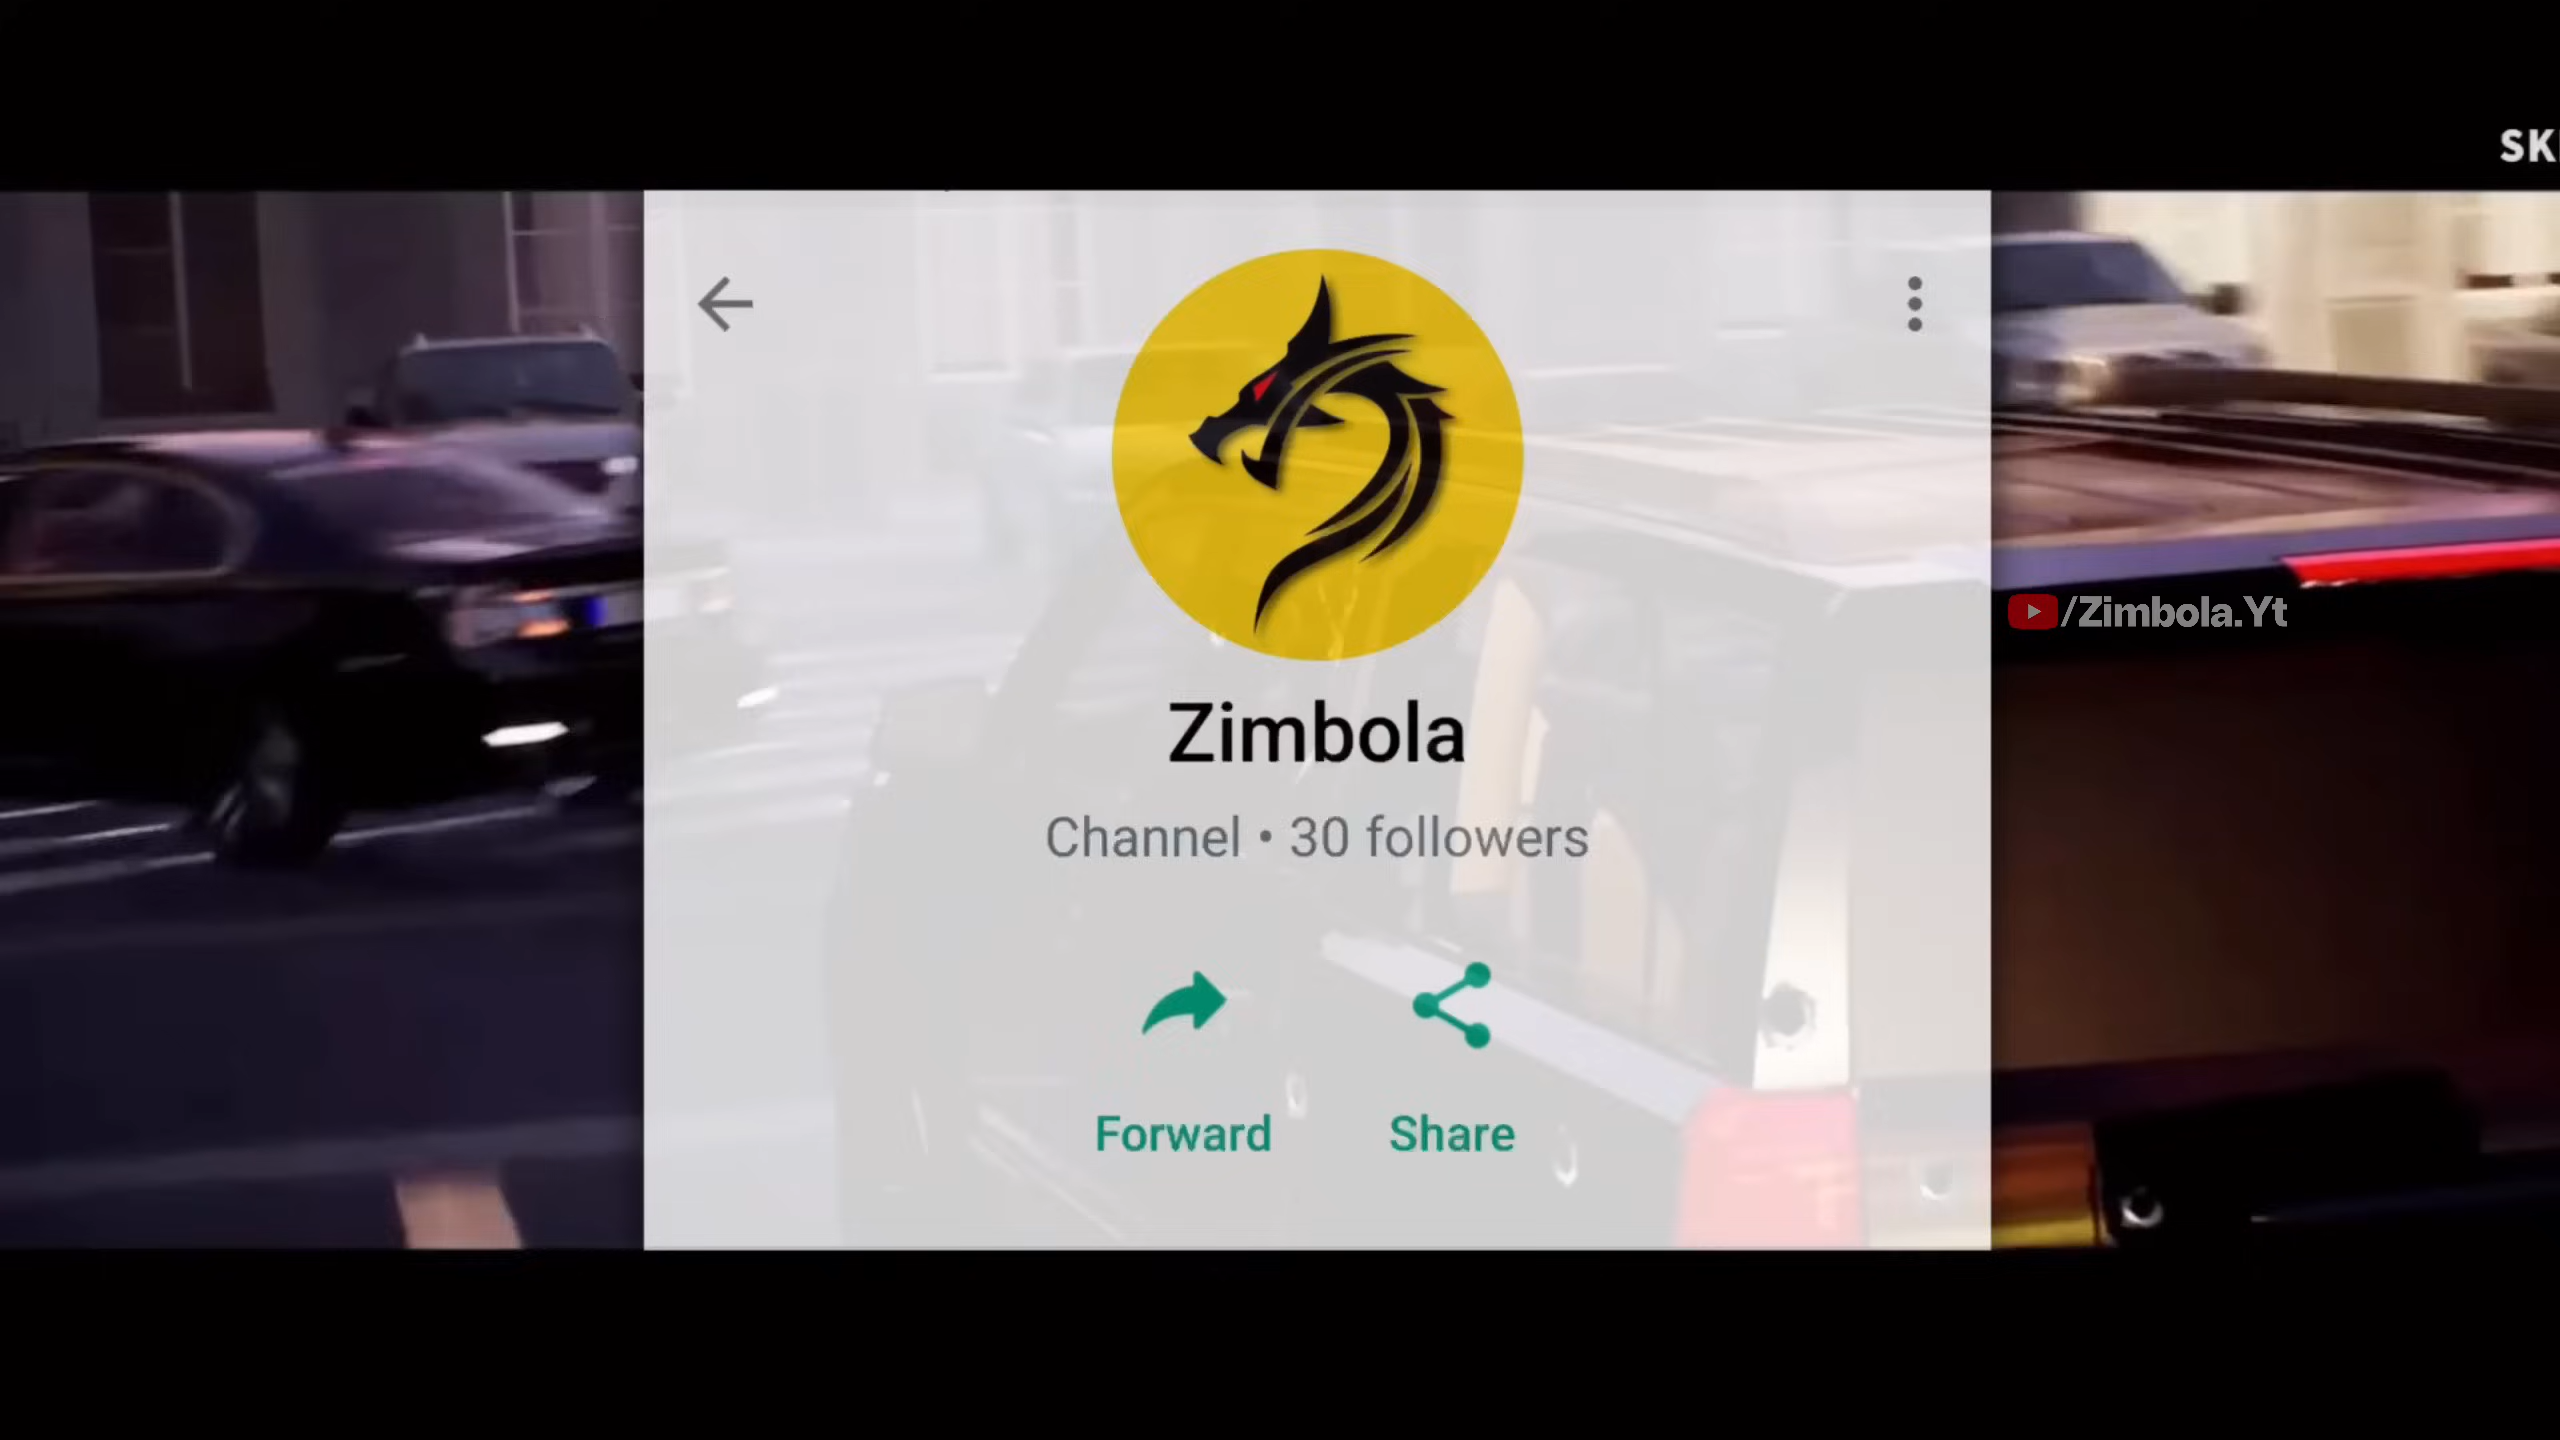 SK
/Zimbola.Yt
Zimbola
Channel • 30 followers
Forward Share